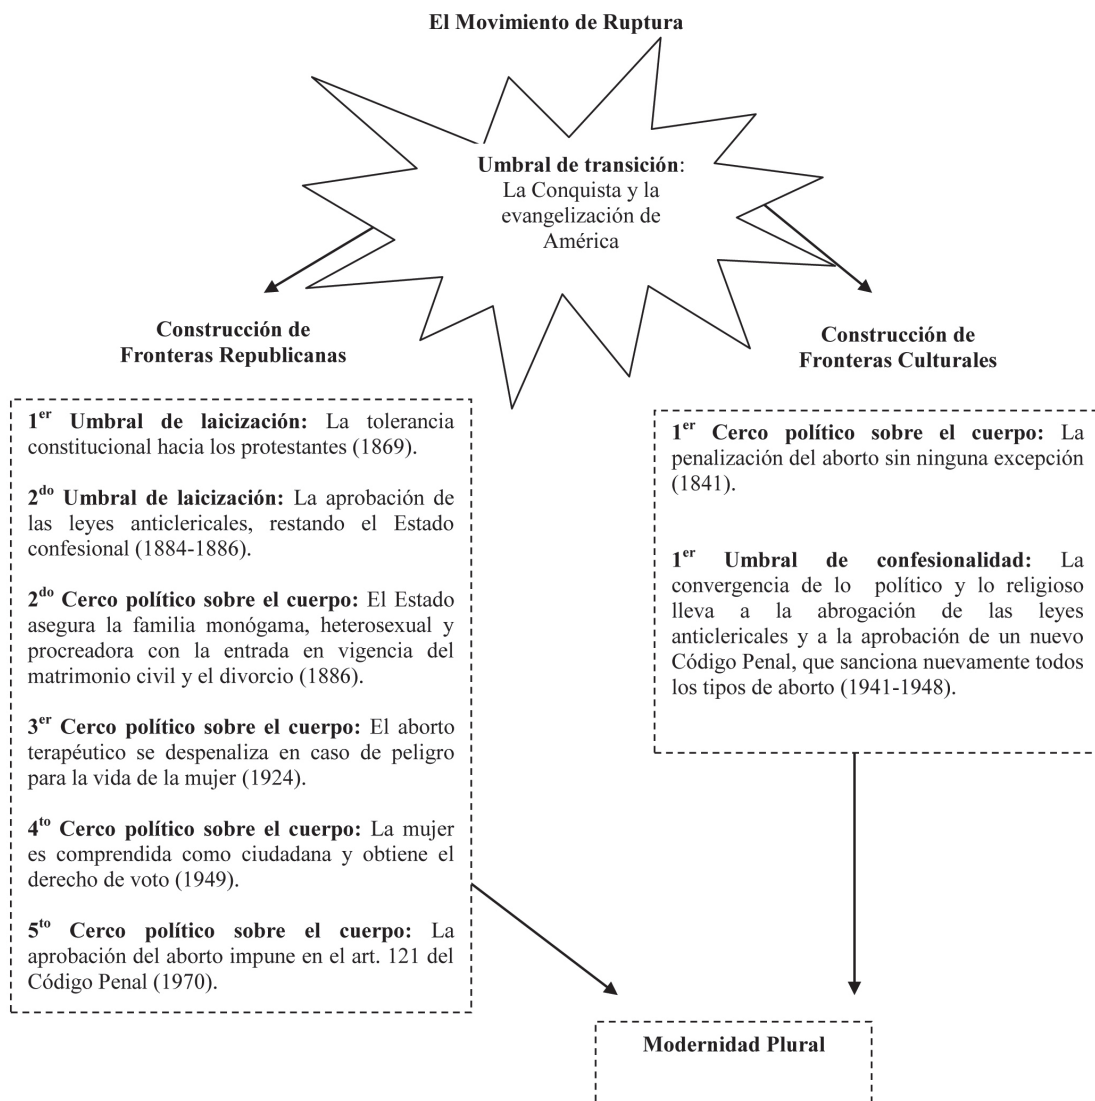 El Movimiento de Ruptura
Umbral de transición:
La Conquista y la
evangelización de
América
Construcción de
Fronteras Republicanas
1er Umbral de laicización: La tolerancia
constitucional hacia los protestantes (1869).
2do Umbral de laicización: La aprobación de
las leyes anticlericales, restando el Estado
confesional (1884-1886).
2do Cerco político sobre el cuerpo: El Estado
asegura la familia monógama, heterosexual y
procreadora con la entrada en vigencia del
matrimonio civil y el divorcio (1886).
3er Cerco político sobre el cuerpo: El aborto
terapéutico se despenaliza en caso de peligro
para la vida de la mujer (1924).
4to Cerco político sobre el cuerpo: La mujer
es comprendida como ciudadana y obtiene el
derecho de voto (1949).
5to Cerco político sobre el cuerpo: La
aprobación del aborto impune en el art. 121 del
Código Penal (1970).
Construcción de
Fronteras Culturales
1er Cerco político sobre el cuerpo: La
penalización del aborto sin ninguna excepción
(1841).
1er Umbral de confesionalidad: La
convergencia de lo político y lo religioso
lleva a la abrogación de las leyes
anticlericales y a la aprobación de un nuevo
Código Penal, que sanciona nuevamente todos
los tipos de aborto (1941-1948).
Modernidad Plural